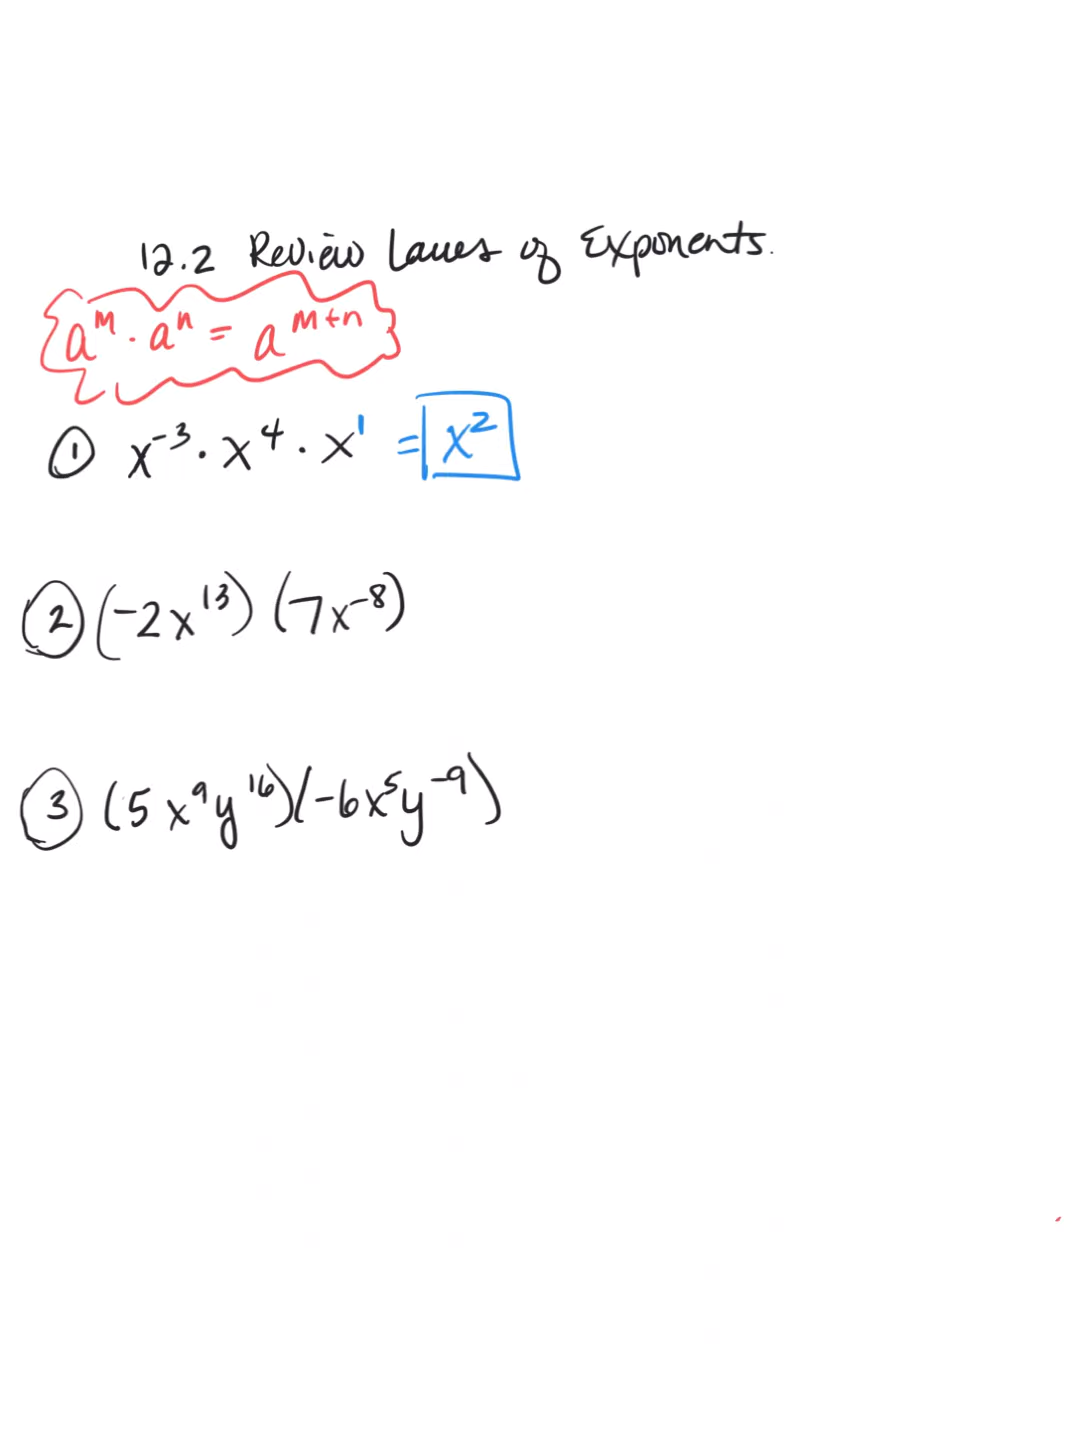 12.2 Review Laws of Exponents.
a^m · a^n = a^{m+n}
① x^{-3} · x^4 · x^1 = x^2
② (-2x^{13}) (7x^{-8})
③ (5x^9y^{16})(-6x^5y^{-9})